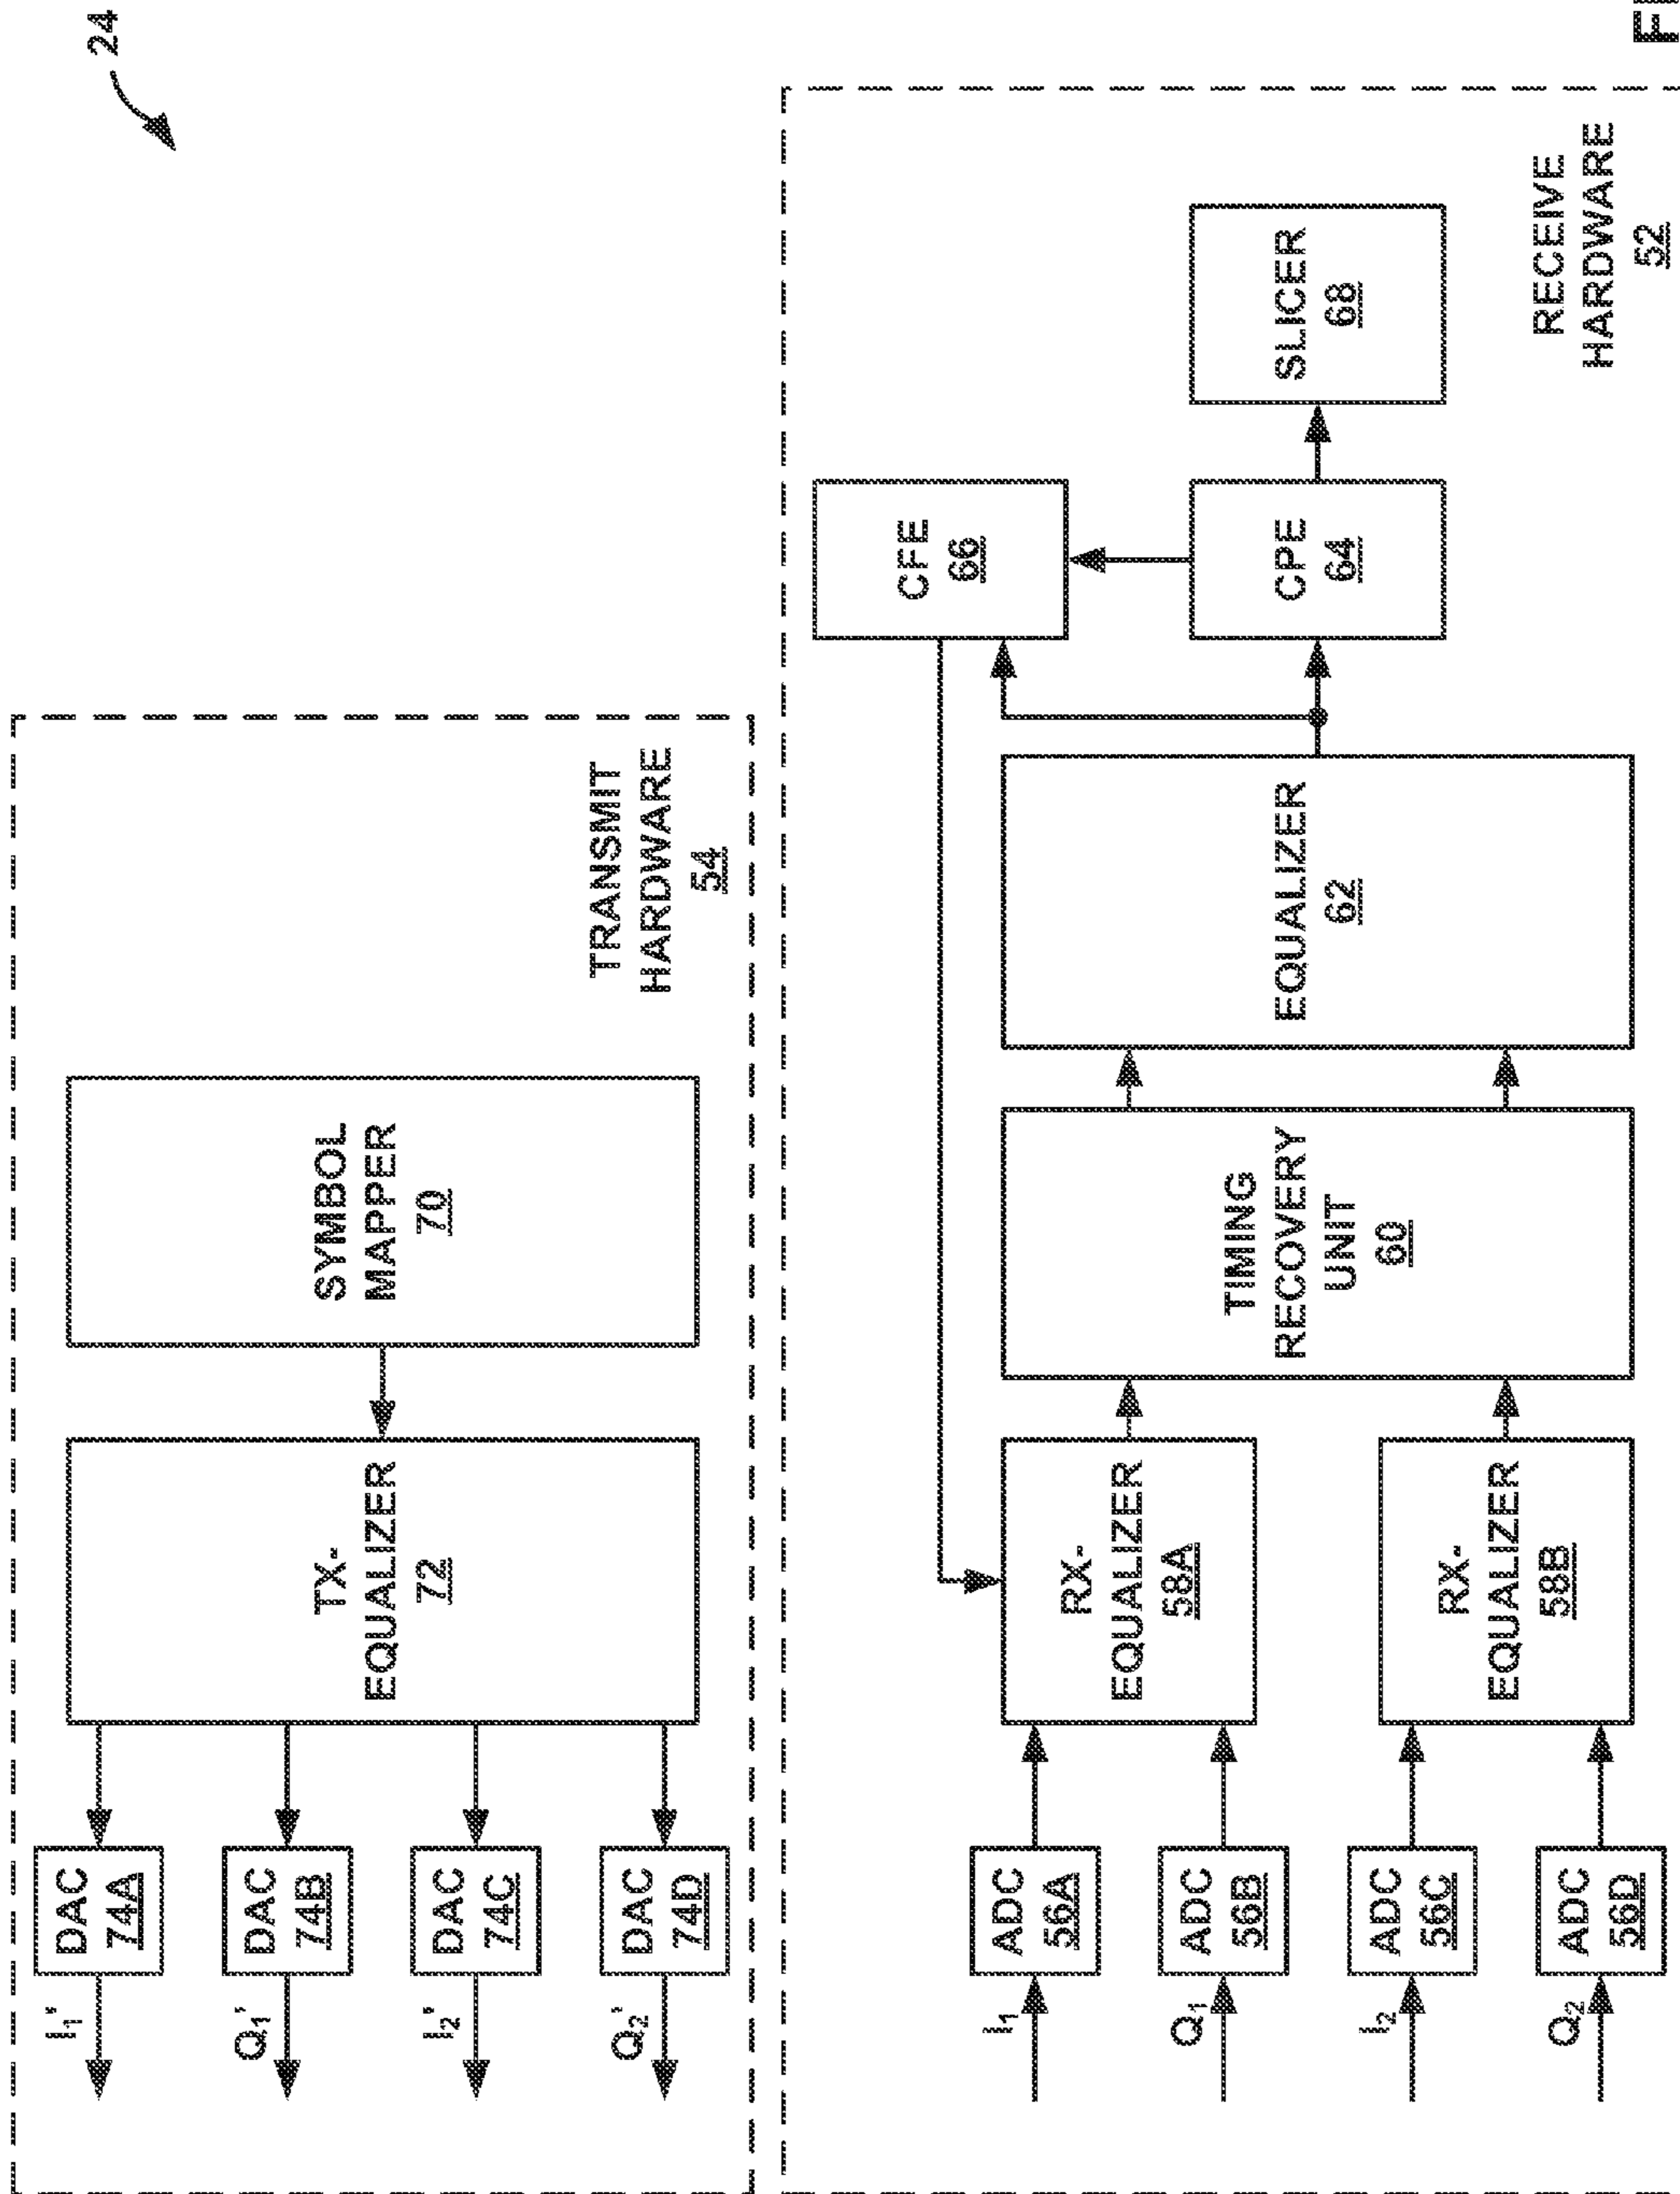 24
I₁'
DAC
74A
Q₁'
DAC
74B
I₂'
DAC
74C
Q₂'
DAC
74D
TX-
EQUALIZER
72
SYMBOL
MAPPER
70
TRANSMIT
HARDWARE
54
I₁
ADC
56A
Q₁
ADC
56B
I₂
ADC
56C
Q₂
ADC
56D
RX-
EQUALIZER
58A
RX-
EQUALIZER
58B
TIMING
RECOVERY
UNIT
60
EQUALIZER
62
CFE
66
CPE
64
SLICER
68
RECEIVE
HARDWARE
52